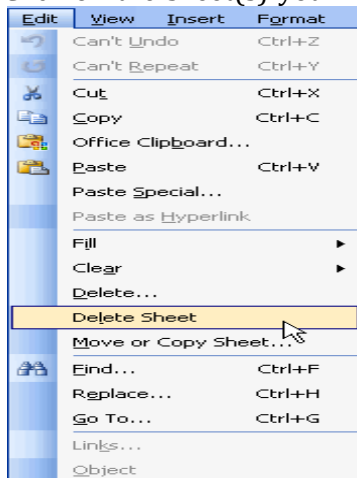 Edit View Insert Format
Can't Undo Ctrl+Z
Can't Repeat Ctrl+Y
Cut Ctrl+X
Copy Ctrl+C
Office Clipboard...
Paste Ctrl+V
Paste Special...
Paste as Hyperlink
Fill
Clear
Delete...
Delete Sheet
Move or Copy Sheet...
Find... Ctrl+F
Replace... Ctrl+H
Go To... Ctrl+G
Links...
Object